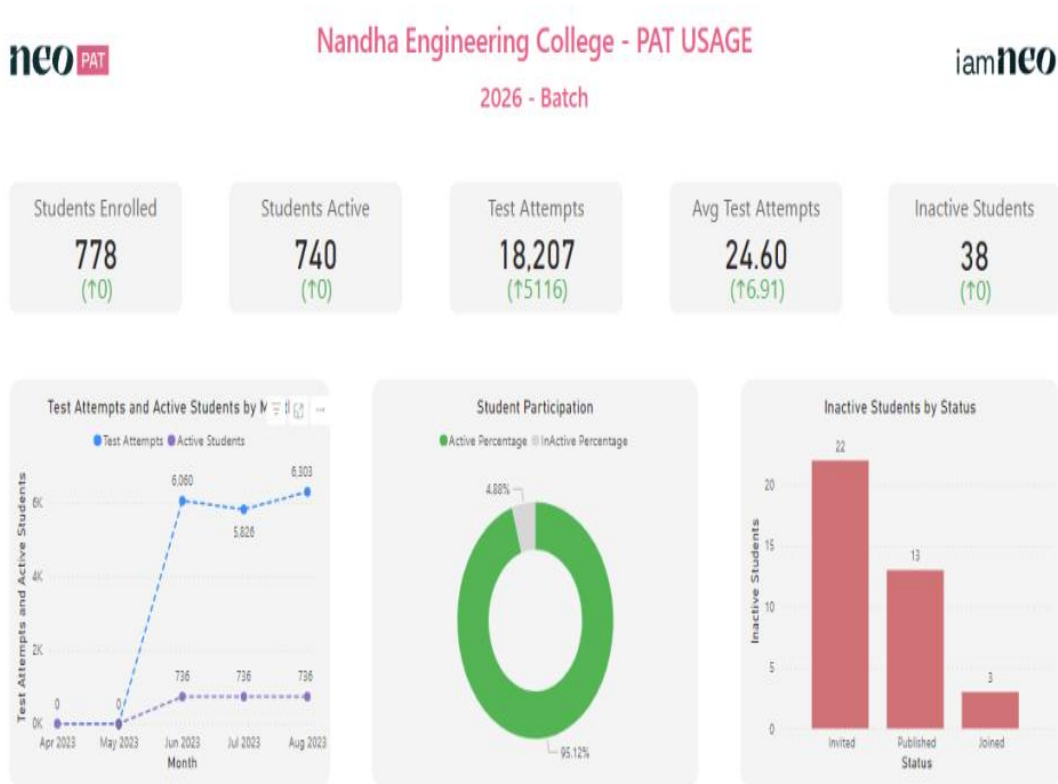 neo PAT
Nandha Engineering College - PAT USAGE
iamneo
2026 - Batch
Students Enrolled
778
(↑0)
Students Active
740
(↑0)
Test Attempts
18,207
(↑5116)
Avg Test Attempts
24.60
(↑6.91)
Inactive Students
38
(↑0)
Test Attempts and Active Students by M
Test Attempts Active Students
Test Attempts and Active Students
6K
4K
2K
0K
0
0
6,060
5,826
6,303
736
736
736
Apr 2023 May 2023 Jun 2023 Jul 2023 Aug 2023
Month
Student Participation
Active Percentage InActive Percentage
4.88%
95.12%
Inactive Students by Status
Inactive Students
20
15
10
5
0
22
13
3
Invited Published Joined
Status